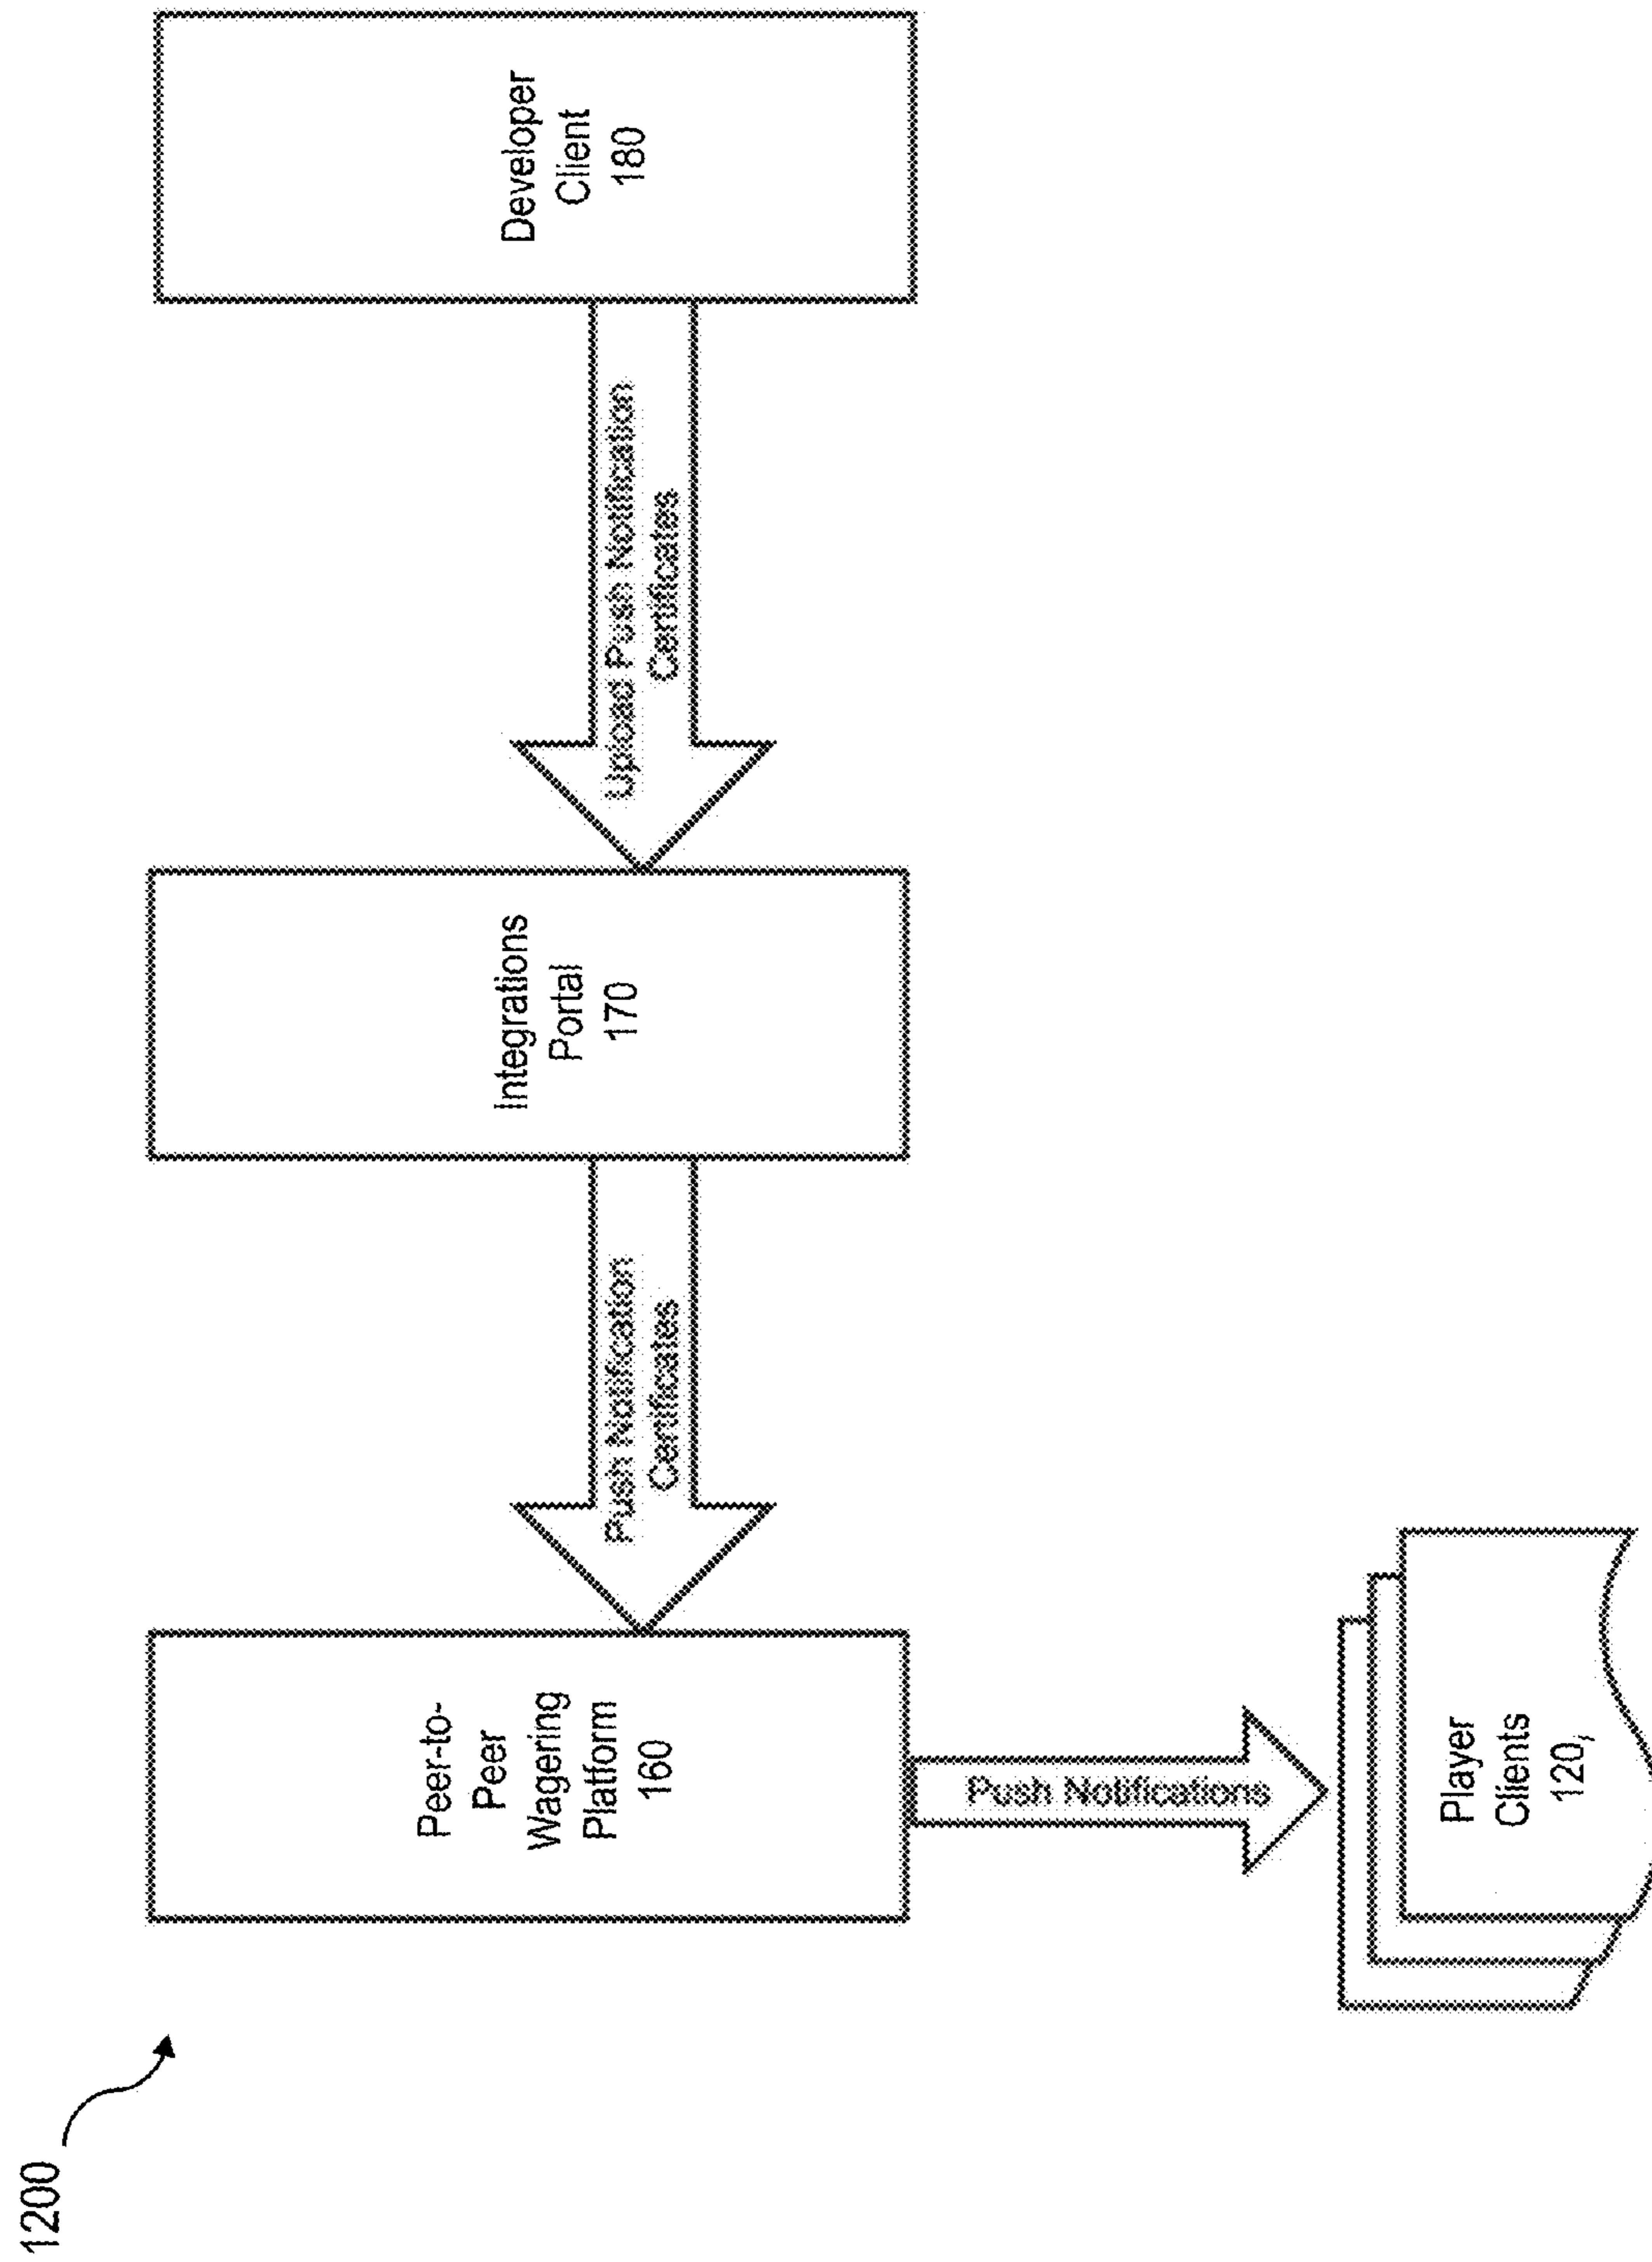 1200
Peer-to-
Peer
Wagering
Platform
160
Push Notification
Certificates
Integrations
Portal
170
Upload Push Notification
Certificates
Developer
Client
180
Push Notifications
Player
Clients
120i